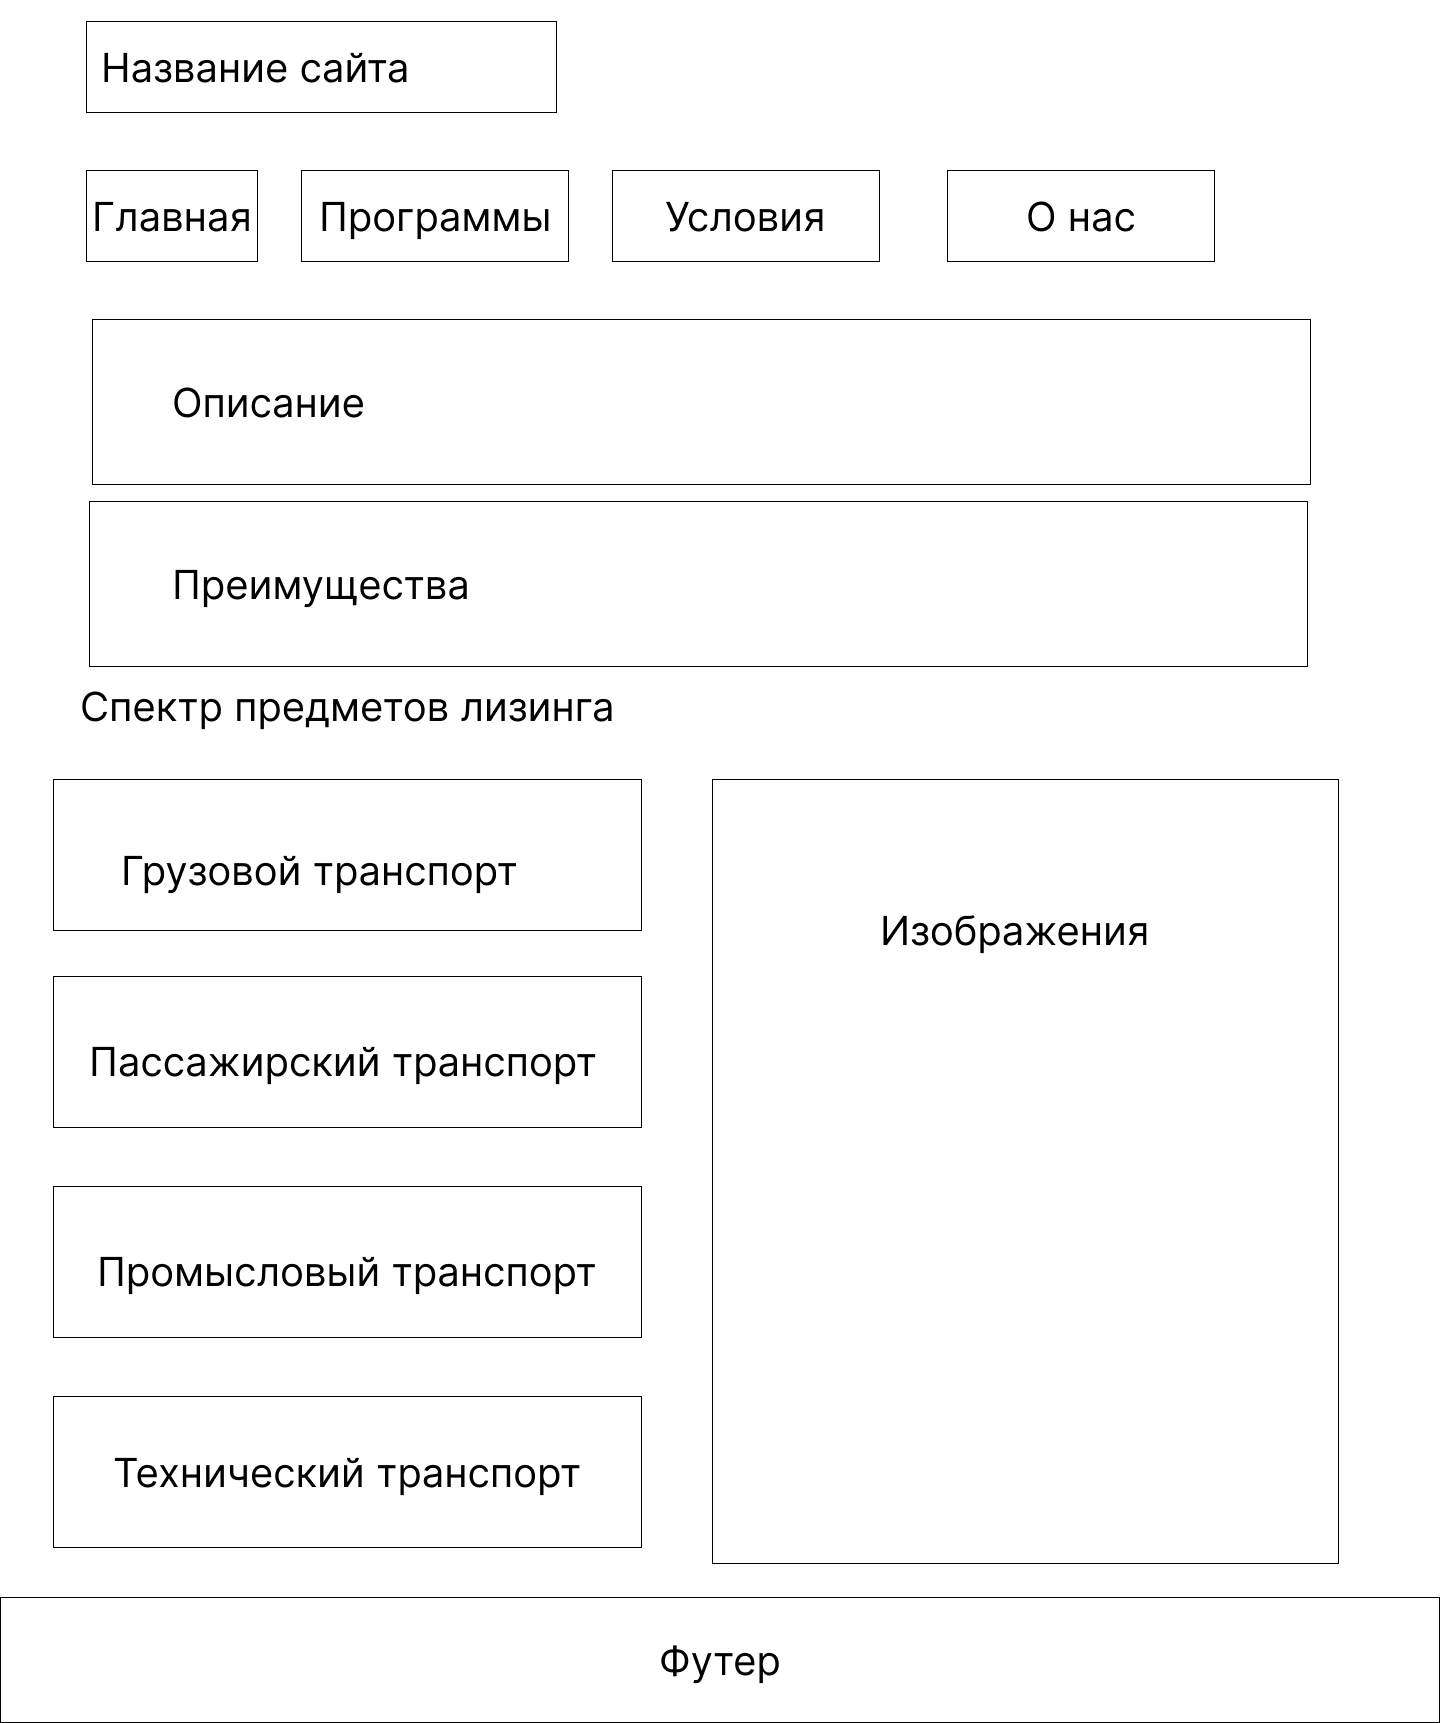 Название сайта
Главная
Программы
Условия
О нас
Описание
Преимущества
Спектр предметов лизинга
Грузовой транспорт
Изображения
Пассажирский транспорт
Промысловый транспорт
Технический транспорт
Футер